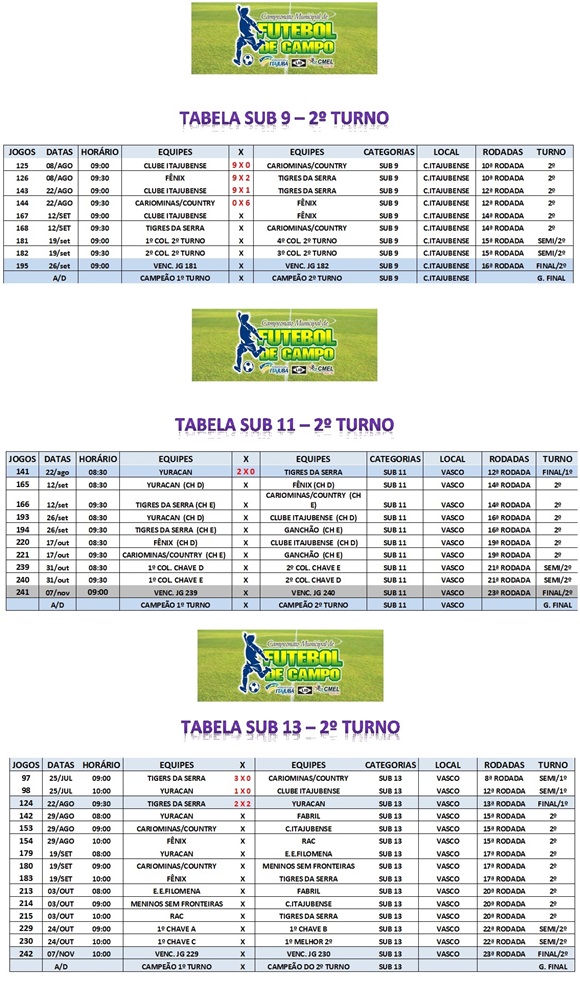 Campeonato Municipal de
FUTEBOL
DE CAMPO
ITAJUBÁ CMEL
TABELA SUB 9 – 2º TURNO
JOGOS DATAS HORÁRIO EQUIPES X EQUIPES CATEGORIAS LOCAL RODADAS TURNO
125 08/AGO 09:00 CLUBE ITAJUBENSE 9 X 0 CARIOMINAS/COUNTRY SUB 9 C.ITAJUBENSE 10ª RODADA 2º
126 08/AGO 09:30 FÊNIX 9 X 2 TIGRES DA SERRA SUB 9 C.ITAJUBENSE 10ª RODADA 2º
143 22/AGO 09:00 CLUBE ITAJUBENSE 9 X 1 TIGRES DA SERRA SUB 9 C.ITAJUBENSE 12ª RODADA 2º
144 22/AGO 09:30 CARIOMINAS/COUNTRY 0 X 6 FÊNIX SUB 9 C.ITAJUBENSE 12ª RODADA 2º
167 12/SET 09:00 CLUBE ITAJUBENSE X FÊNIX SUB 9 C.ITAJUBENSE 14ª RODADA 2º
168 12/SET 09:30 TIGRES DA SERRA X CARIOMINAS/COUNTRY SUB 9 C.ITAJUBENSE 14ª RODADA 2º
181 19/set 09:00 1º COL. 2º TURNO X 4º COL. 2º TURNO SUB 9 C.ITAJUBENSE 15ª RODADA SEMI/2º
182 19/set 09:30 2º COL. 2º TURNO X 3º COL. 2º TURNO SUB 9 C.ITAJUBENSE 15ª RODADA SEMI/2º
195 26/set 09:00 VENC. JG 181 X VENC. JG 182 SUB 9 C.ITAJUBENSE 16ª RODADA FINAL/2º
A/D CAMPEÃO 1º TURNO X CAMPEÃO 2º TURNO SUB 9 C.ITAJUBENSE G. FINAL
Campeonato Municipal de
FUTEBOL
DE CAMPO
ITAJUBÁ CMEL
TABELA SUB 11 – 2º TURNO
JOGOS DATAS HORÁRIO EQUIPES X EQUIPES CATEGORIAS LOCAL RODADAS TURNO
141 22/ago 08:30 YURACAN 2 X 0 TIGRES DA SERRA SUB 11 VASCO 12ª RODADA FINAL/1º
165 12/set 08:30 YURACAN (CH D) X FÊNIX (CH D) SUB 11 VASCO 14ª RODADA 2º
166 12/set 09:30 TIGRES DA SERRA (CH E) X CARIOMINAS/COUNTRY (CH E) SUB 11 VASCO 14ª RODADA 2º
193 26/set 08:30 YURACAN (CH D) X CLUBE ITAJUBENSE (CH D) SUB 11 VASCO 16ª RODADA 2º
194 26/set 09:30 TIGRES DA SERRA (CH E) X GANCHÃO (CH E) SUB 11 VASCO 16ª RODADA 2º
220 17/out 08:30 FÊNIX (CH D) X CLUBE ITAJUBENSE (CH D) SUB 11 VASCO 19ª RODADA 2º
221 17/out 09:30 CARIOMINAS/COUNTRY (CH E) X GANCHÃO (CH E) SUB 11 VASCO 19ª RODADA 2º
239 31/out 08:30 1º COL. CHAVE D X 2º COL. CHAVE E SUB 11 VASCO 21ª RODADA SEMI/2º
240 31/out 09:30 1º COL. CHAVE E X 2º COL. CHAVE D SUB 11 VASCO 21ª RODADA SEMI/2º
241 07/nov 09:00 VENC. JG 239 X VENC. JG 240 SUB 11 VASCO 23ª RODADA FINAL/2º
A/D CAMPEÃO 1º TURNO X CAMPEÃO 2º TURNO SUB 11 VASCO G. FINAL
Campeonato Municipal de
FUTEBOL
DE CAMPO
ITAJUBÁ CMEL
TABELA SUB 13 – 2º TURNO
JOGOS DATAS HORÁRIO EQUIPES X EQUIPES CATEGORIAS LOCAL RODADAS TURNO
97 25/JUL 09:00 TIGERS DA SERRA 3 X 0 CARIOMINAS/COUNTRY SUB 13 VASCO 8ª RODADA SEMI/1º
98 25/JUL 10:00 YURACAN 1 X 0 CLUBE ITAJUBENSE SUB 13 VASCO 12ª RODADA SEMI/1º
124 22/AGO 09:30 TIGRES DA SERRA 2 X 2 YURACAN SUB 13 VASCO 13ª RODADA FINAL/1º
142 29/AGO 08:00 YURACAN X FABRIL SUB 13 VASCO 15ª RODADA 2º
153 29/AGO 09:00 CARIOMINAS/COUNTRY X C.ITAJUBENSE SUB 13 VASCO 15ª RODADA 2º
154 29/AGO 10:00 FÊNIX X RAC SUB 13 VASCO 15ª RODADA 2º
179 19/SET 08:00 YURACAN X E.E.FILOMENA SUB 13 VASCO 17ª RODADA 2º
180 19/SET 09:00 CARIOMINAS/COUNTRY X MENINOS SEM FRONTEIRAS SUB 13 VASCO 17ª RODADA 2º
183 19/SET 10:00 FÊNIX X TIGRES DA SERRA SUB 13 VASCO 17ª RODADA 2º
213 03/OUT 08:00 E.E.FILOMENA X FABRIL SUB 13 VASCO 20ª RODADA 2º
214 03/OUT 09:00 MENINOS SEM FRONTEIRAS X C.ITAJUBENSE SUB 13 VASCO 20ª RODADA 2º
215 03/OUT 10:00 RAC X TIGRES DA SERRA SUB 13 VASCO 20ª RODADA 2º
229 24/OUT 09:00 1º CHAVE A X 1º CHAVE B SUB 13 VASCO 22ª RODADA SEMI/2º
230 24/OUT 10:00 1º CHAVE C X 1º MELHOR 2º SUB 13 VASCO 22ª RODADA SEMI/2º
242 07/NOV 10:00 VENC. JG 229 X VENC. JG 230 SUB 13 VASCO 23ª RODADA FINAL/2º
A/D CAMPEÃO 1º TURNO X CAMPEÃO DO 2º TURNO SUB 13 G. FINAL